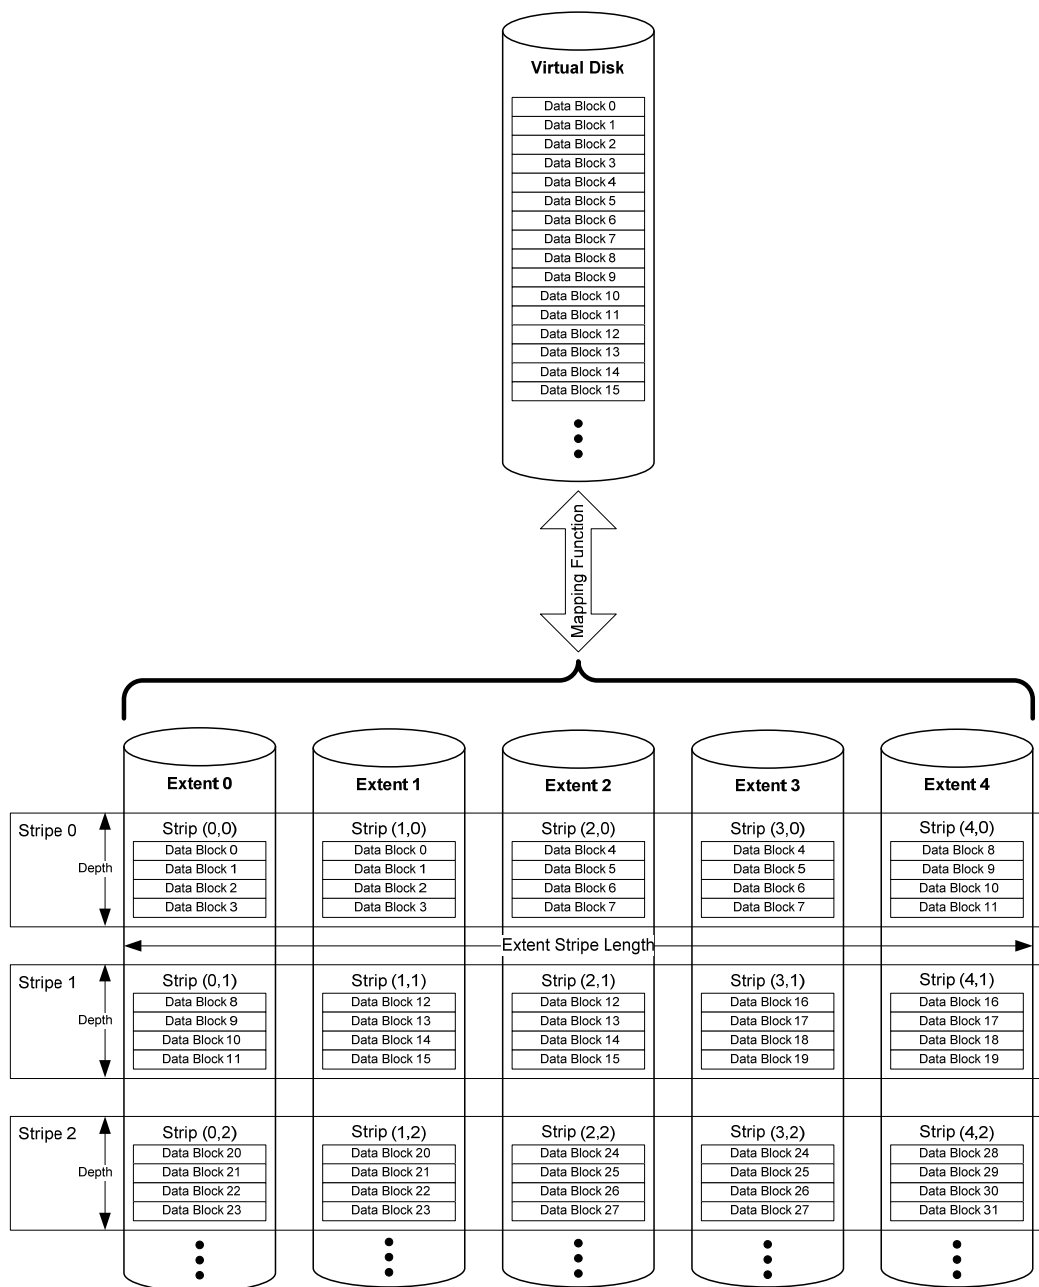 Virtual Disk
Data Block 0
Data Block 1
Data Block 2
Data Block 3
Data Block 4
Data Block 5
Data Block 6
Data Block 7
Data Block 8
Data Block 9
Data Block 10
Data Block 11
Data Block 12
Data Block 13
Data Block 14
Data Block 15
Mapping Function
Extent 0
Extent 1
Extent 2
Extent 3
Extent 4
Stripe 0
Depth
Strip (0,0)
Data Block 0
Data Block 1
Data Block 2
Data Block 3
Strip (1,0)
Data Block 0
Data Block 1
Data Block 2
Data Block 3
Strip (2,0)
Data Block 4
Data Block 5
Data Block 6
Data Block 7
Strip (3,0)
Data Block 4
Data Block 5
Data Block 6
Data Block 7
Strip (4,0)
Data Block 8
Data Block 9
Data Block 10
Data Block 11
Extent Stripe Length
Stripe 1
Depth
Strip (0,1)
Data Block 8
Data Block 9
Data Block 10
Data Block 11
Strip (1,1)
Data Block 12
Data Block 13
Data Block 14
Data Block 15
Strip (2,1)
Data Block 12
Data Block 13
Data Block 14
Data Block 15
Strip (3,1)
Data Block 16
Data Block 17
Data Block 18
Data Block 19
Strip (4,1)
Data Block 16
Data Block 17
Data Block 18
Data Block 19
Stripe 2
Depth
Strip (0,2)
Data Block 20
Data Block 21
Data Block 22
Data Block 23
Strip (1,2)
Data Block 20
Data Block 21
Data Block 22
Data Block 23
Strip (2,2)
Data Block 24
Data Block 25
Data Block 26
Data Block 27
Strip (3,2)
Data Block 24
Data Block 25
Data Block 26
Data Block 27
Strip (4,2)
Data Block 28
Data Block 29
Data Block 30
Data Block 31